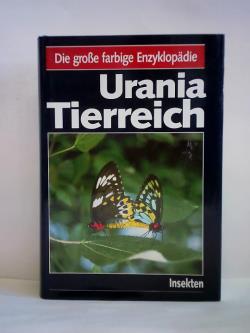 Die große farbige Enzyklopädie
Urania
Tierreich
Insekten